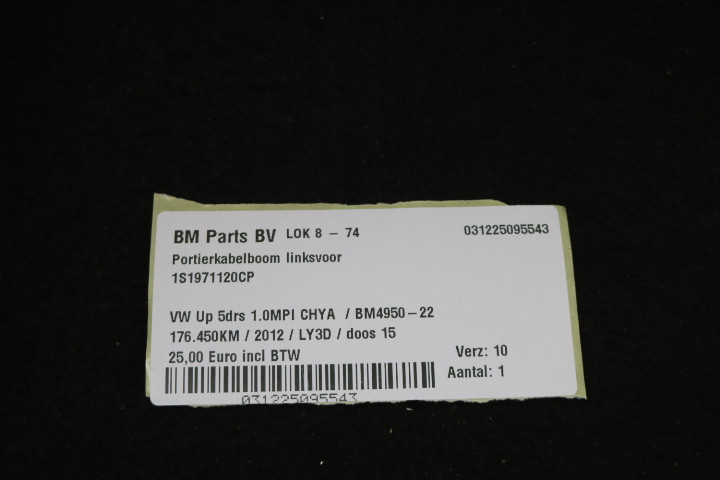 BM Parts BV LOK 8 - 74 031225095543
Portierkabelboom linksvoor
1S1971120CP
VW Up 5drs 1.0MPI CHYA / BM4950-22
176.450KM / 2012 / LY3D / doos 15
25,00 Euro incl BTW Verz: 10
Aantal: 1
031225095543